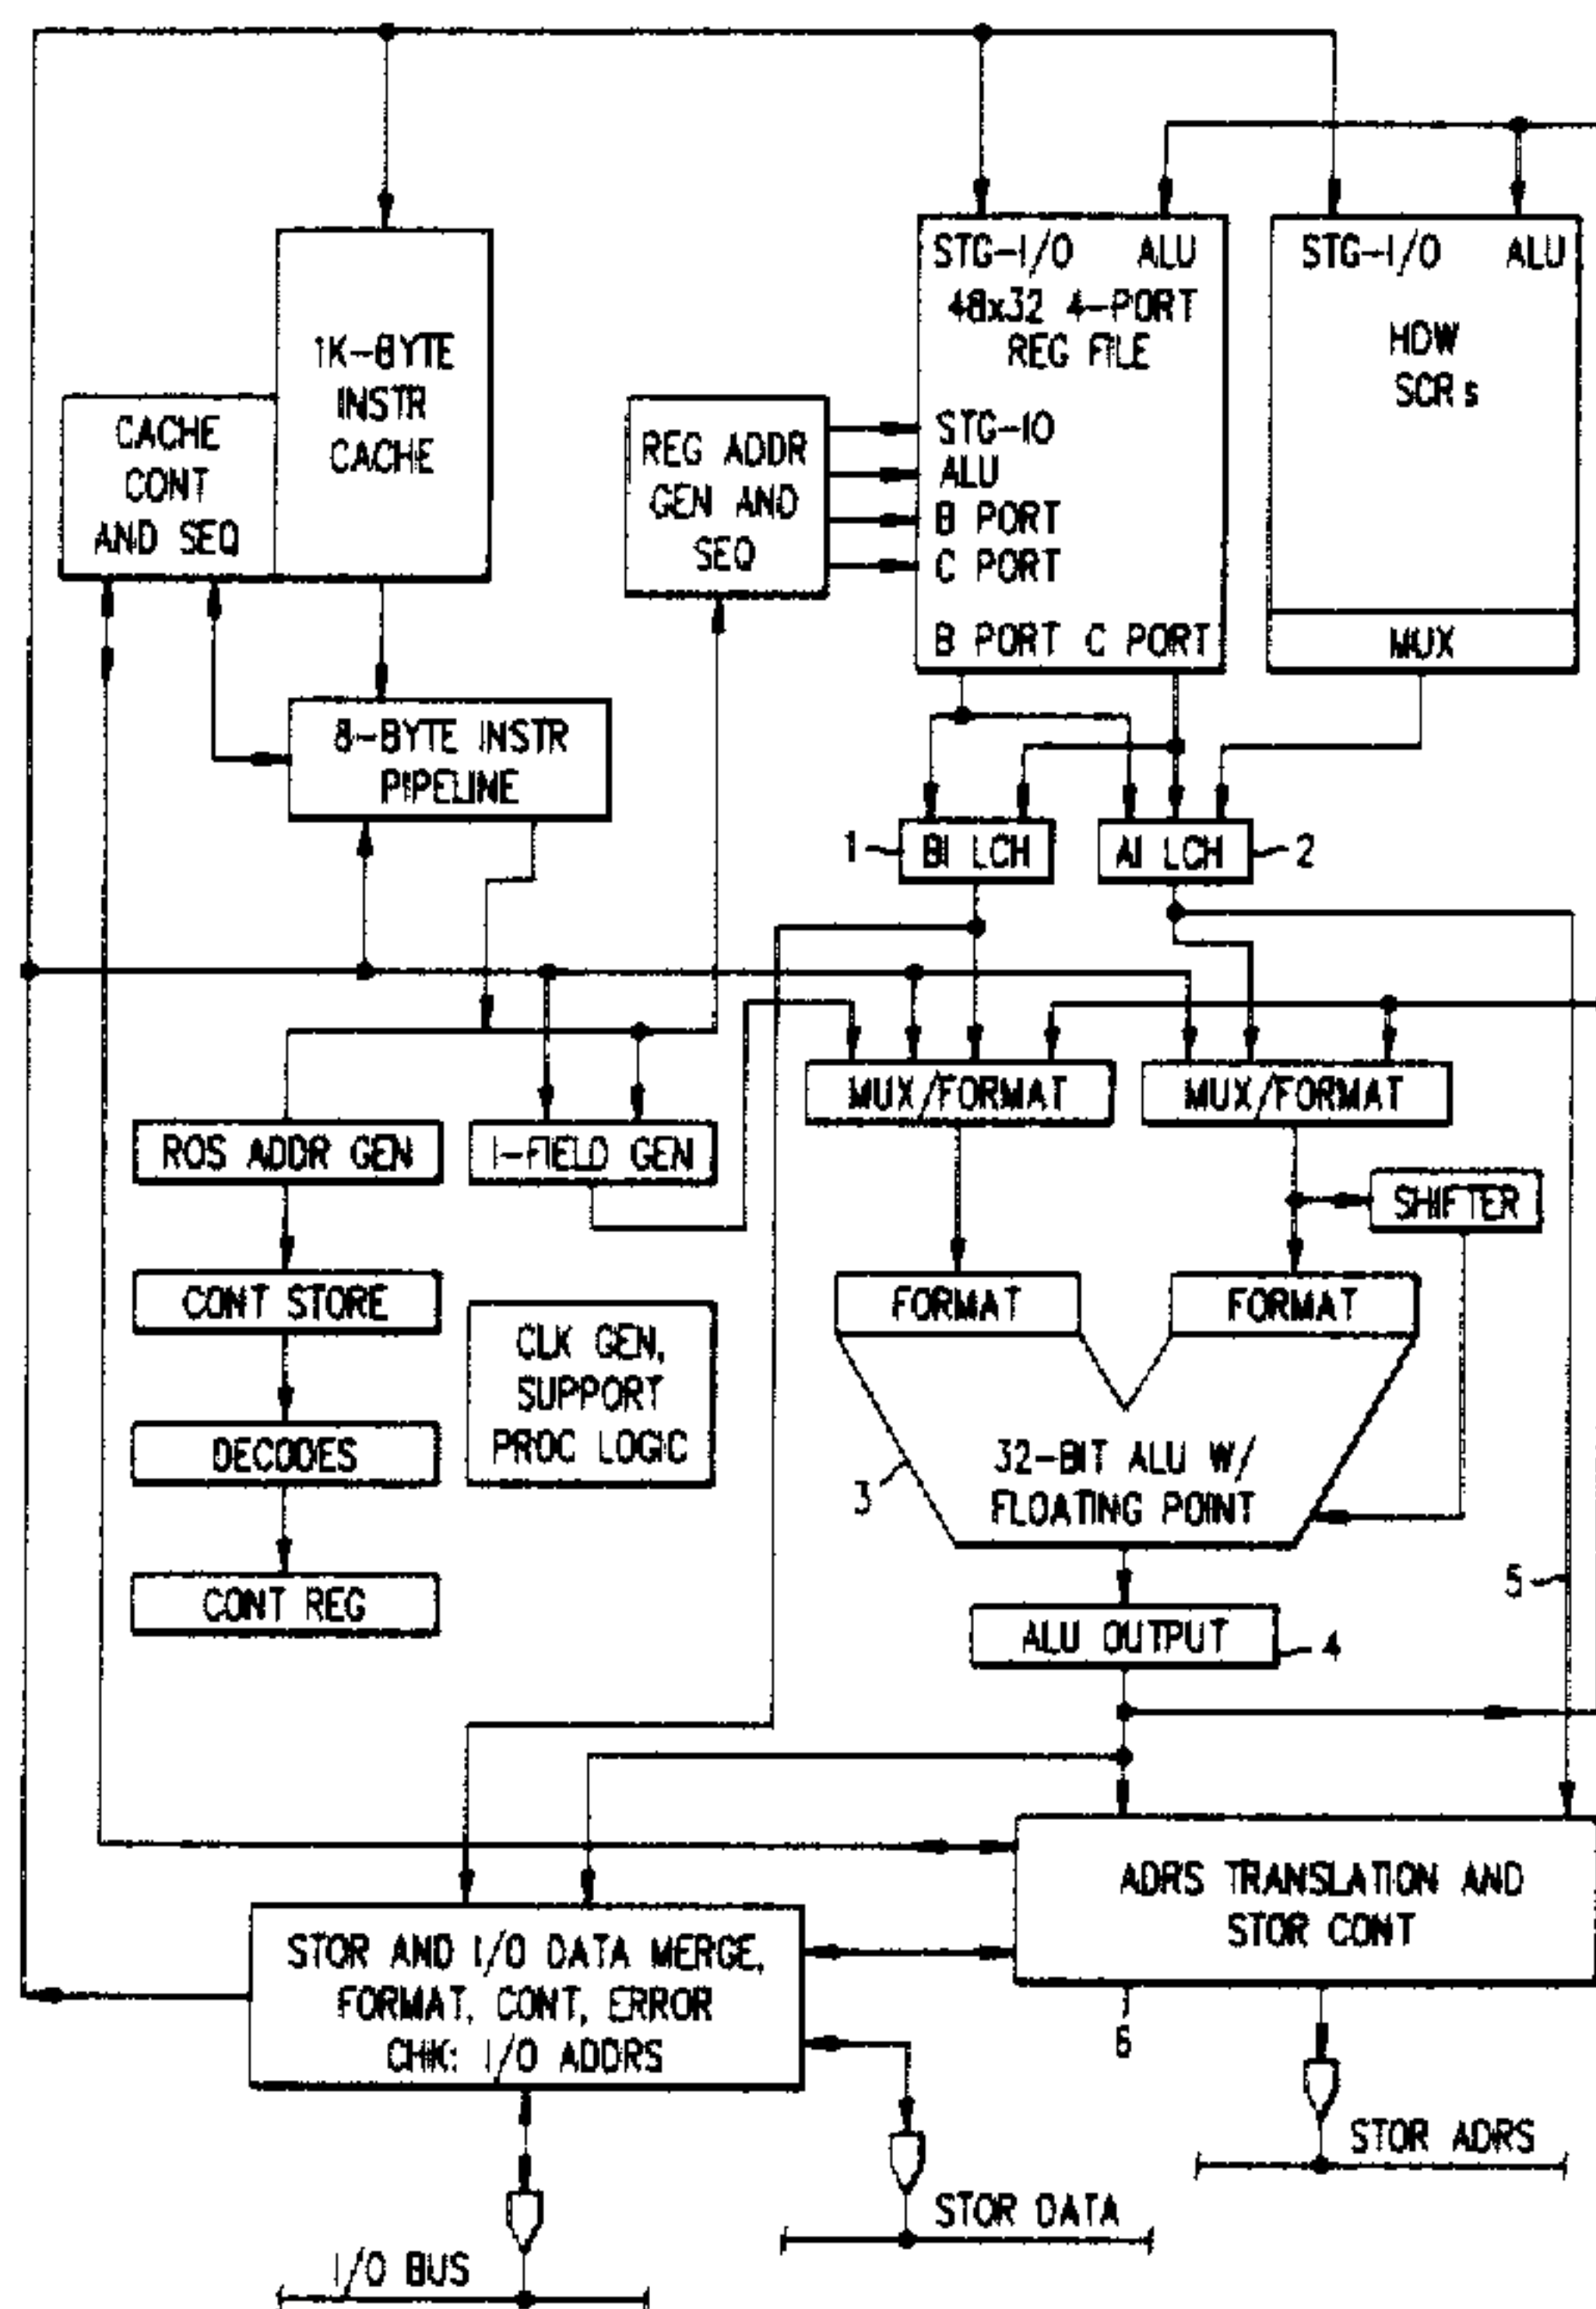 STG-I/O ALU
48x32 4-PORT
REG FILE
STG-IO
ALU
B PORT
C PORT
B PORT C PORT
STG-I/O ALU
HDW
SCRs
MUX
1K-BYTE
INSTR
CACHE
CACHE
CONT
AND SEQ
REG ADDR
GEN AND
SEQ
8-BYTE INSTR
PIPELINE
1
BI LCH
AI LCH
2
MUX/FORMAT
MUX/FORMAT
ROS ADDR GEN
I-FIELD GEN
SHIFTER
CONT STORE
FORMAT
FORMAT
CLK GEN,
SUPPORT
PROC LOGIC
DECODES
32-BIT ALU W/
FLOATING POINT
3
CONT REG
5
ALU OUTPUT
4
ADRS TRANSLATION AND
STOR CONT
6
STOR AND I/O DATA MERGE,
FORMAT, CONT, ERROR
CHK: I/O ADDRS
STOR ADRS
STOR DATA
I/O BUS